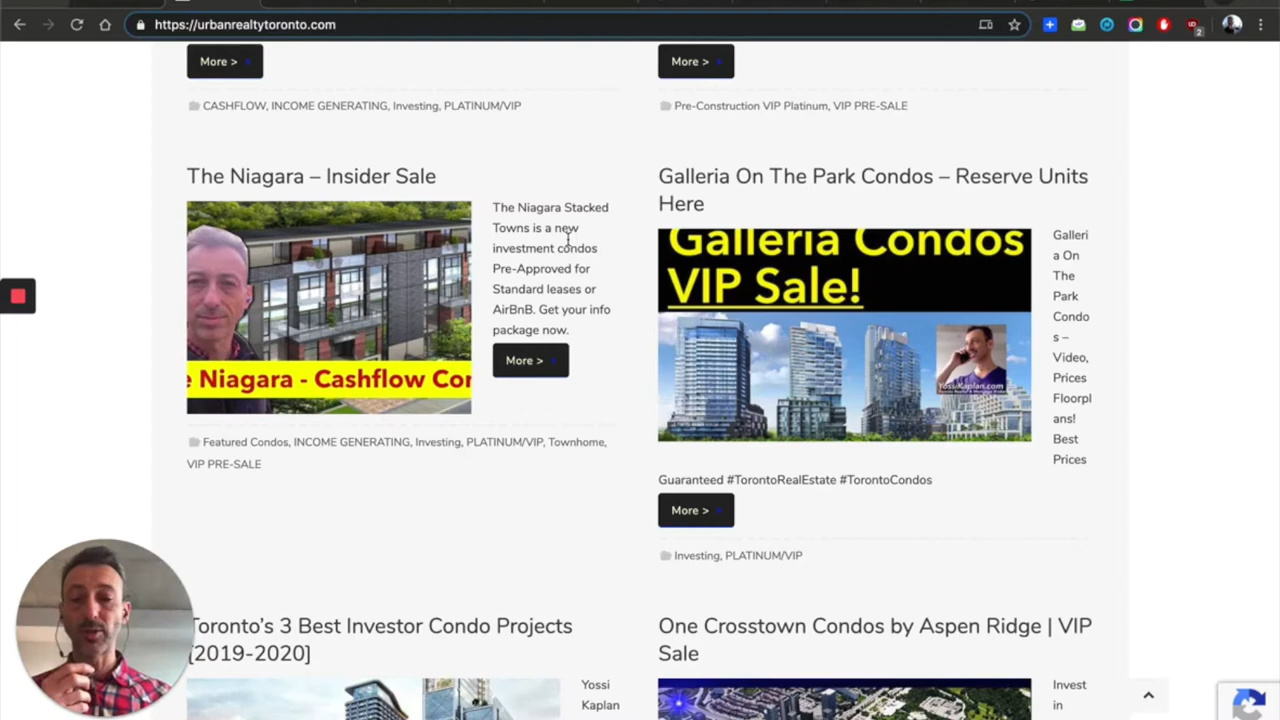 https://urbanrealtytoronto.com
2
More >
More >
CASHFLOW, INCOME GENERATING, Investing, PLATINUM/VIP
Pre-Construction VIP Platinum, VIP PRE-SALE
The Niagara – Insider Sale
The Niagara Stacked
Towns is a new
investment condos
Pre-Approved for
Standard leases or
AirBnB. Get your info
package now.
More >
e Niagara - Cashflow Con
Featured Condos, INCOME GENERATING, Investing, PLATINUM/VIP, Townhome,
VIP PRE-SALE
Galleria On The Park Condos – Reserve Units
Here
Galleria Condos
VIP Sale!
YossiKaplan.com
Galleri
a On
The
Park
Condo
s –
Video,
Prices
Floorpl
ans!
Best
Prices
Guaranteed #TorontoRealEstate #TorontoCondos
More >
Investing, PLATINUM/VIP
Toronto's 3 Best Investor Condo Projects
[2019-2020]
Yossi
Kaplan
One Crosstown Condos by Aspen Ridge | VIP
Sale
Invest
in